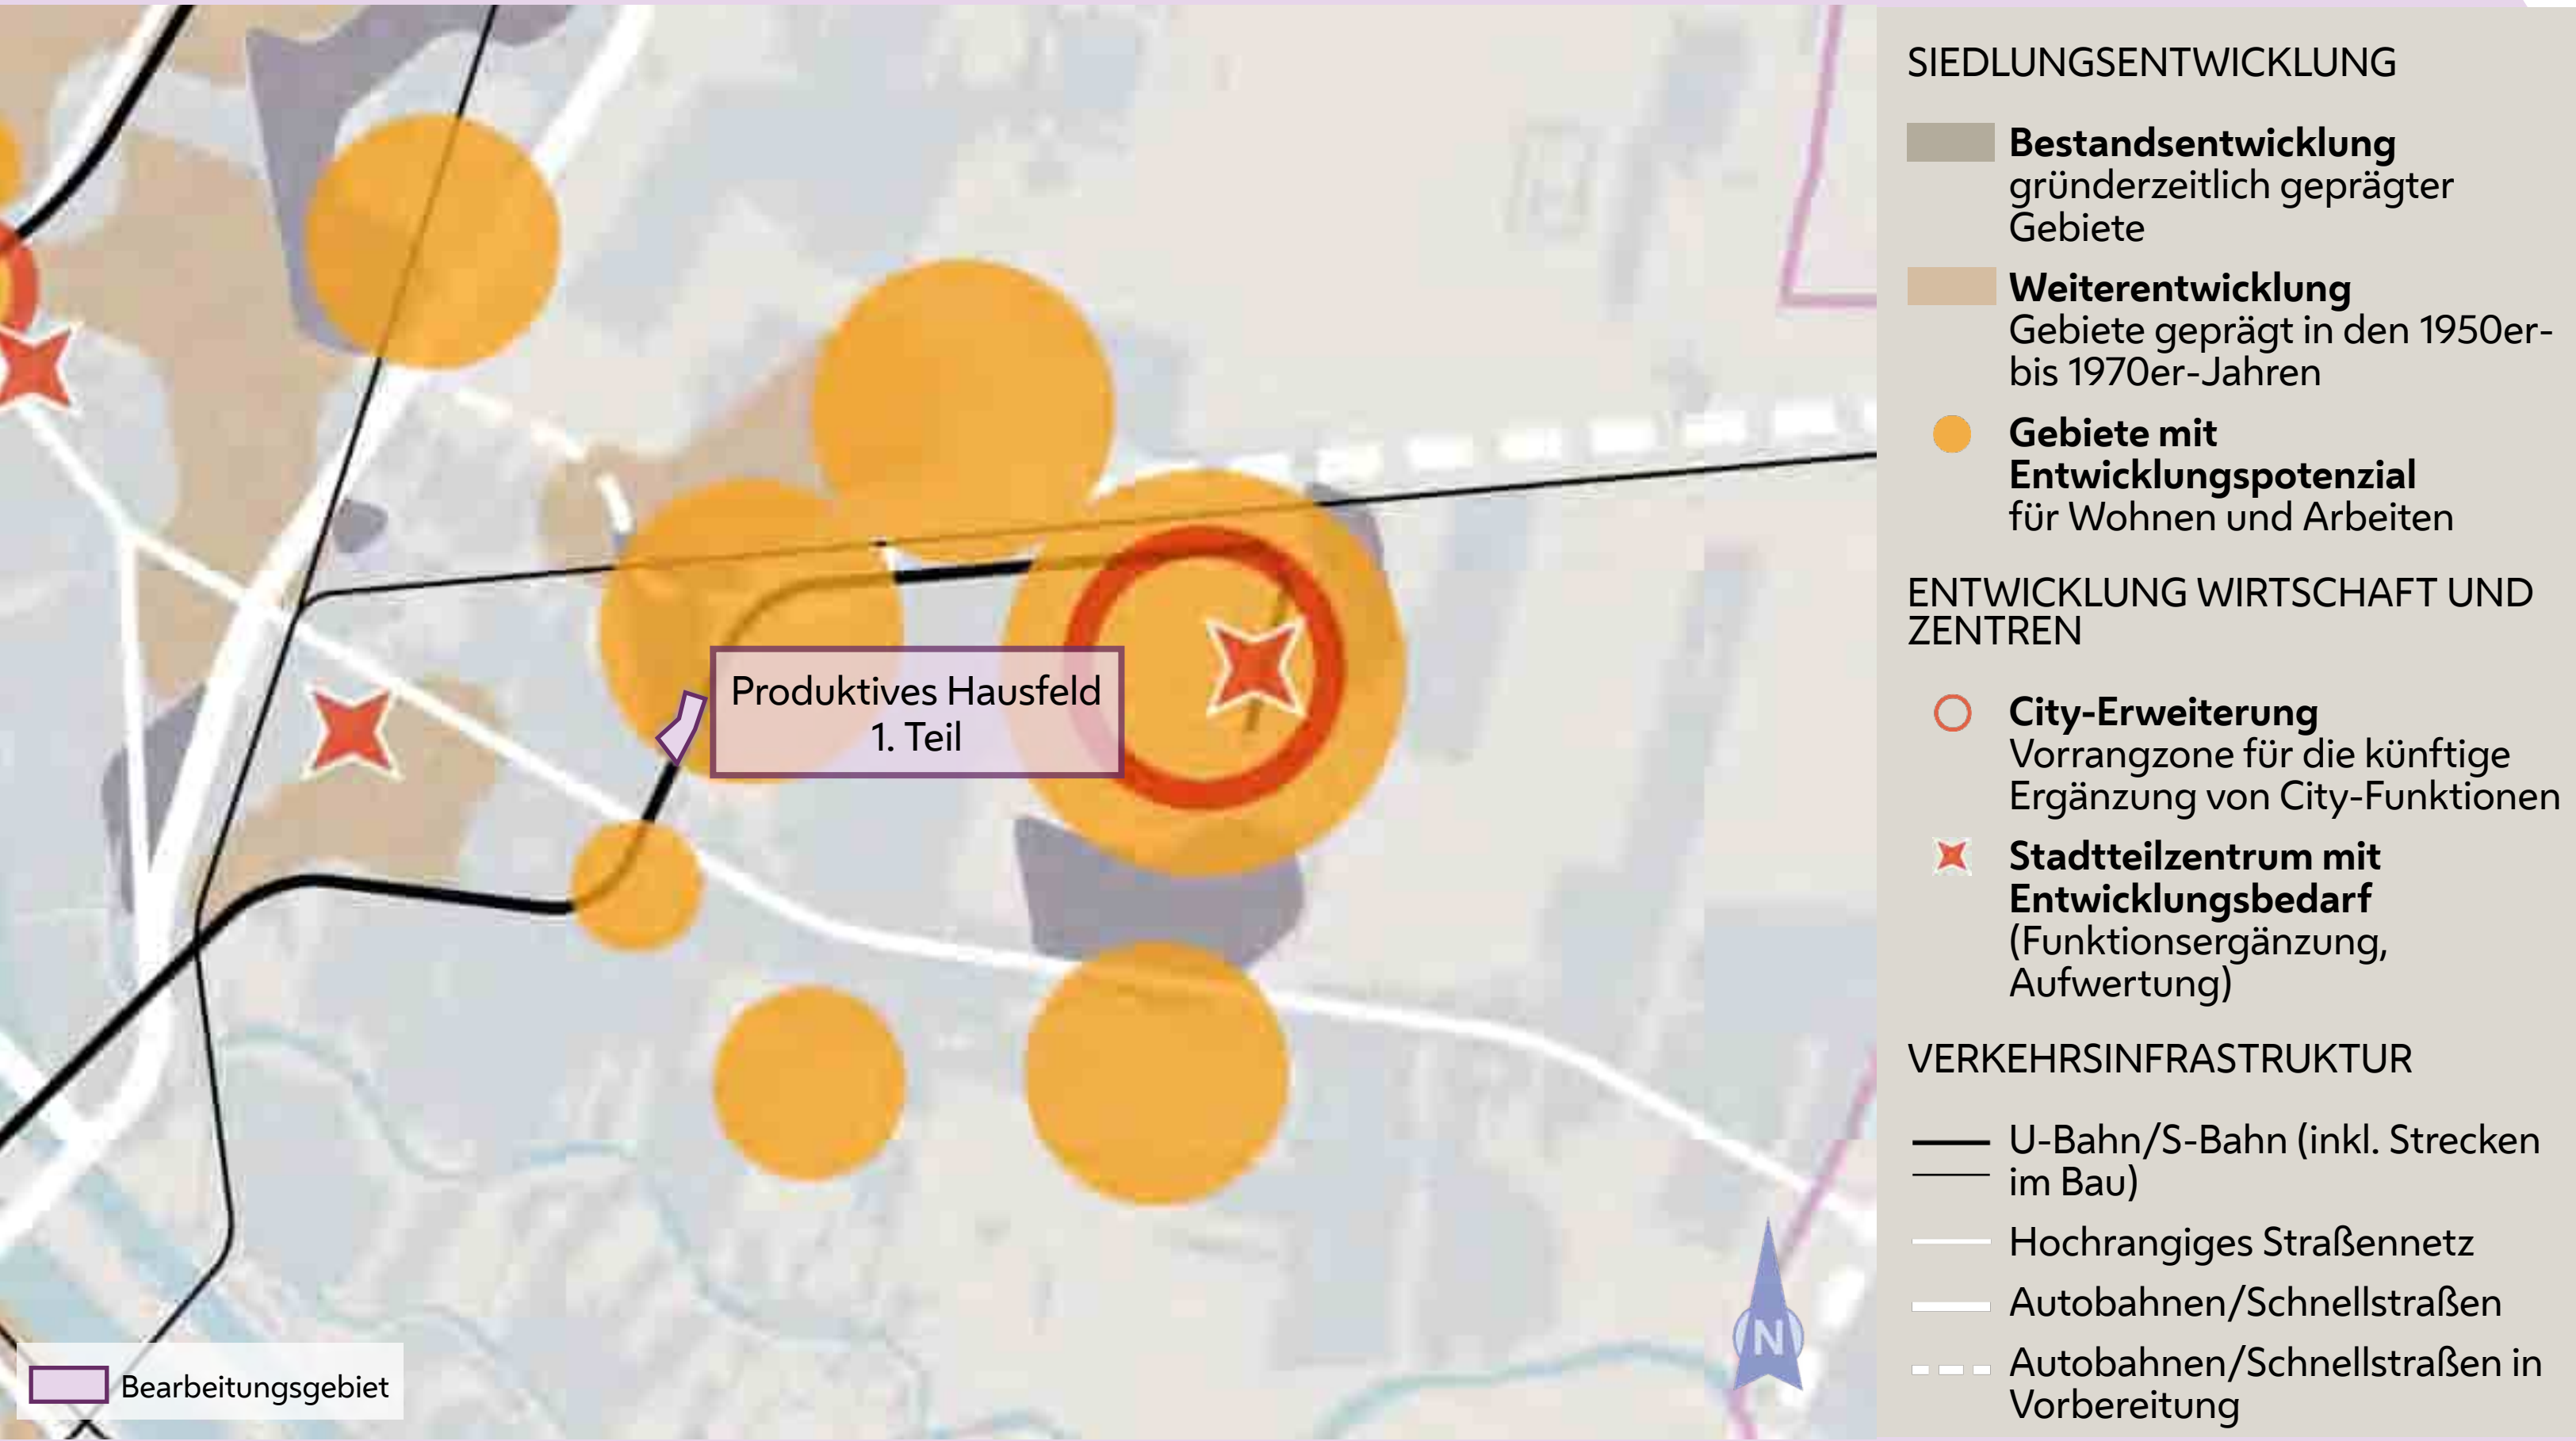 Produktives Hausfeld
1. Teil
Bearbeitungsgebiet
N
SIEDLUNGSENTWICKLUNG
Bestandsentwicklung
gründerzeitlich geprägter
Gebiete
Weiterentwicklung
Gebiete geprägt in den 1950er-
bis 1970er-Jahren
Gebiete mit
Entwicklungspotenzial
für Wohnen und Arbeiten
ENTWICKLUNG WIRTSCHAFT UND
ZENTREN
City-Erweiterung
Vorrangzone für die künftige
Ergänzung von City-Funktionen
Stadtteilzentrum mit
Entwicklungsbedarf
(Funktionsergänzung,
Aufwertung)
VERKEHRSINFRASTRUKTUR
U-Bahn/S-Bahn (inkl. Strecken
im Bau)
Hochrangiges Straßennetz
Autobahnen/Schnellstraßen
Autobahnen/Schnellstraßen in
Vorbereitung